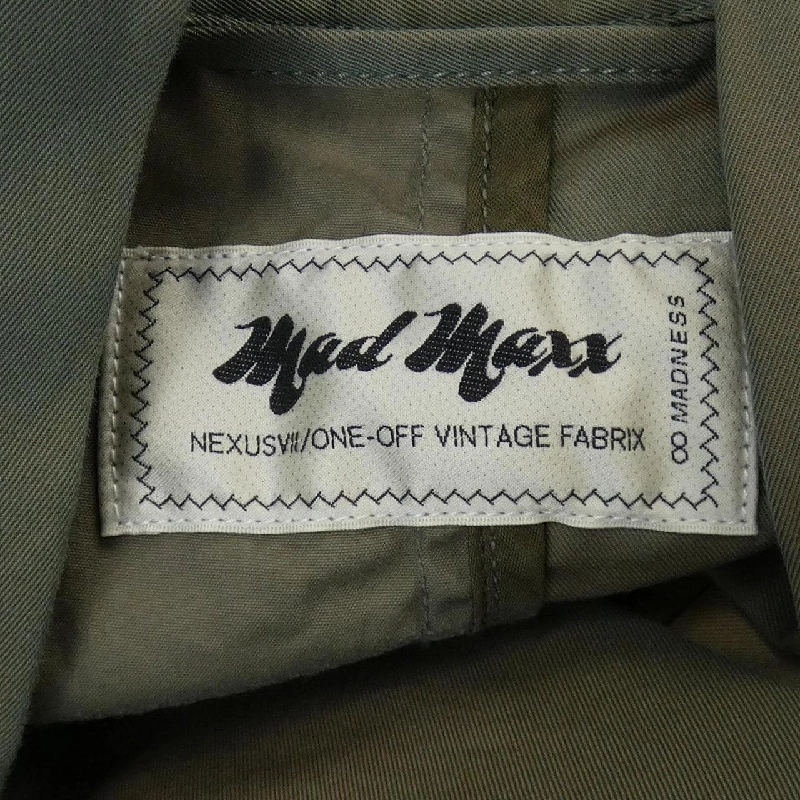 Mad Maxx
NEXUSVII/ONE-OFF VINTAGE FABRIX
∞ MADNESS